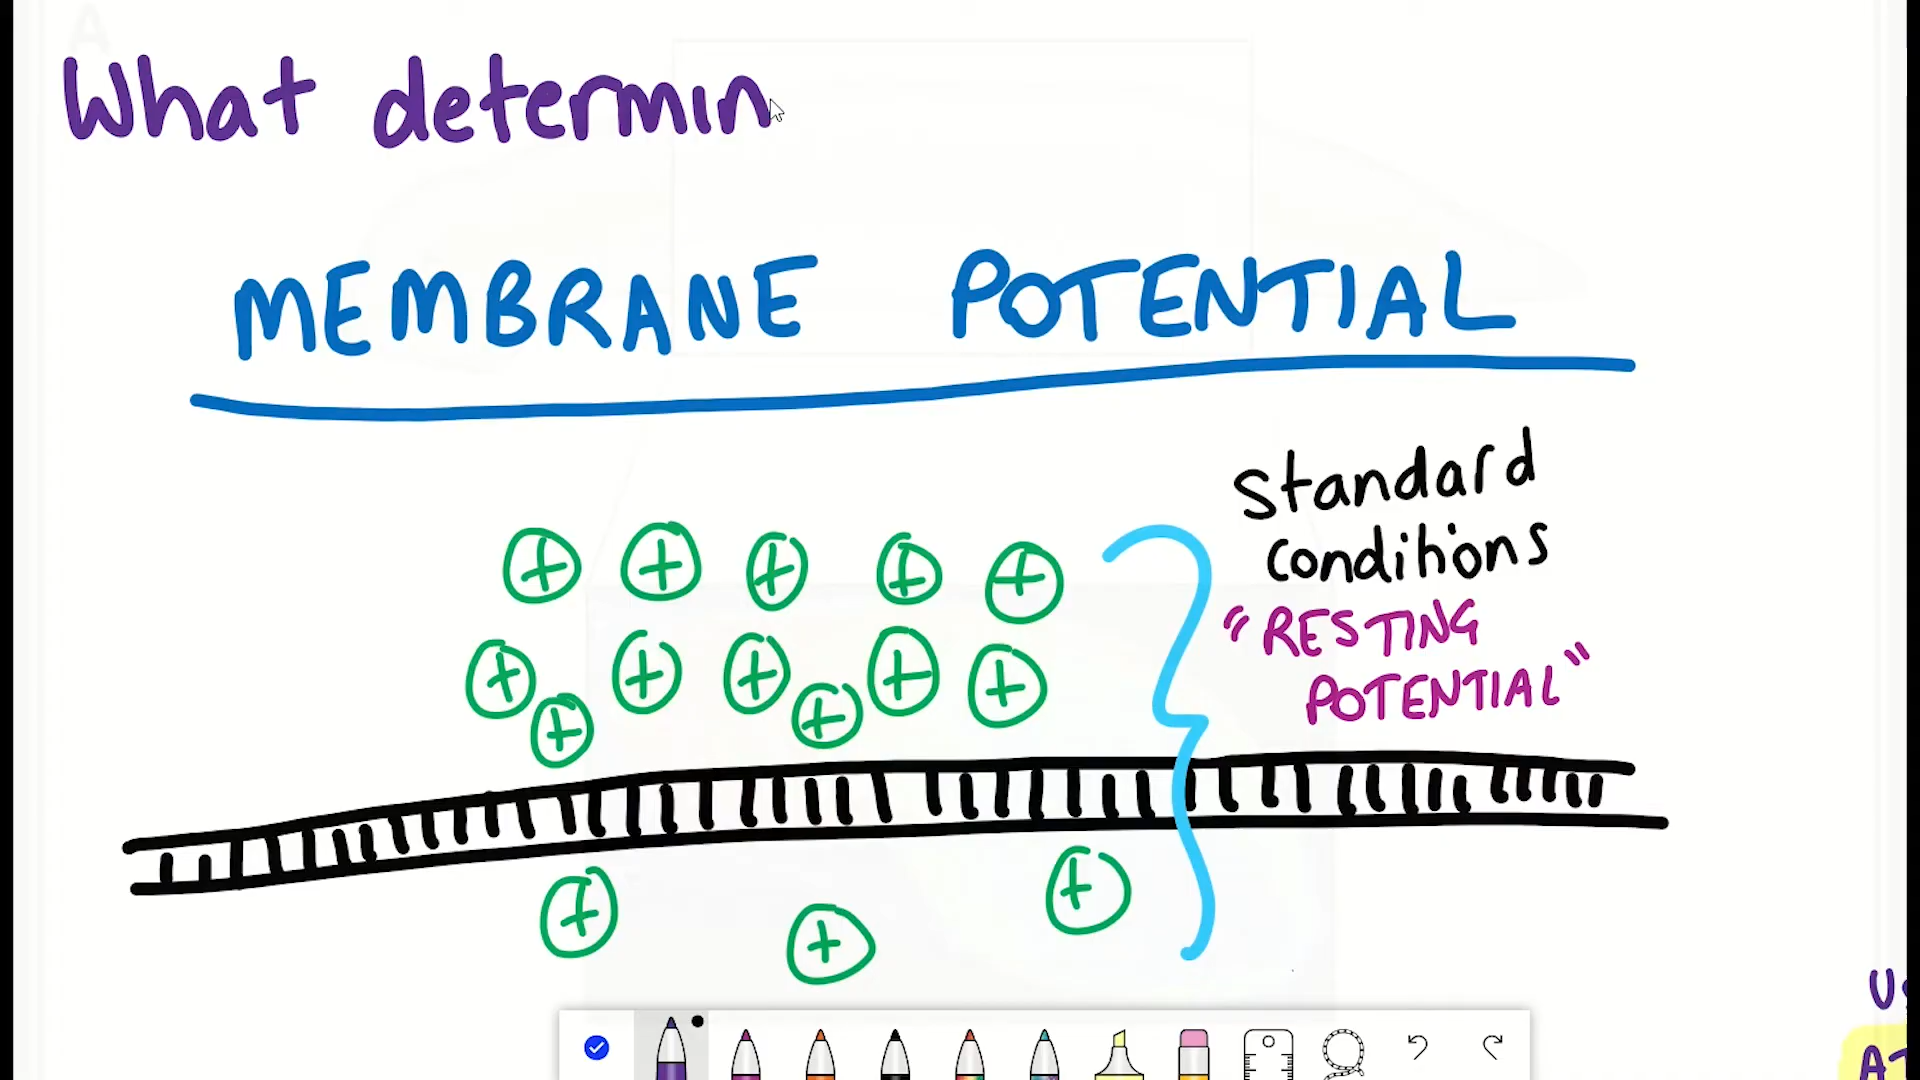 What determin
MEMBRANE POTENTIAL
Standard
conditions
"RESTING
POTENTIAL"